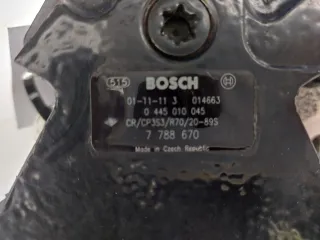 535 BOSCH
01-11-11 3 014663
0 445 010 045
CR/CP3S3/R70/20-89S
7 788 670
Made in Czech Republic